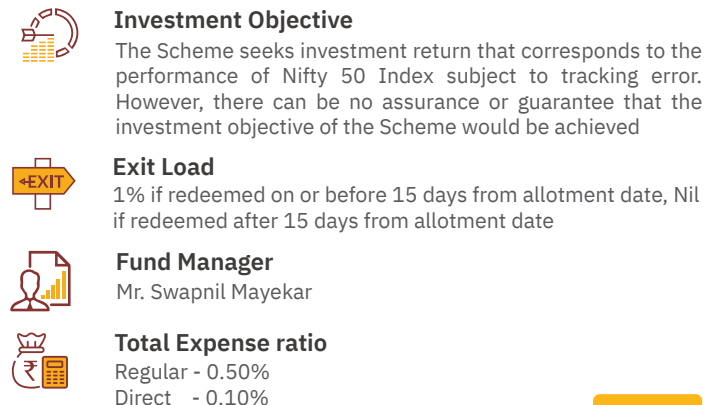 Investment Objective
The Scheme seeks investment return that corresponds to the
performance of Nifty 50 Index subject to tracking error.
However, there can be no assurance or guarantee that the
investment objective of the Scheme would be achieved
EXIT
Exit Load
1% if redeemed on or before 15 days from allotment date, Nil
if redeemed after 15 days from allotment date
Fund Manager
Mr. Swapnil Mayekar
₹
Total Expense ratio
Regular - 0.50%
Direct - 0.10%